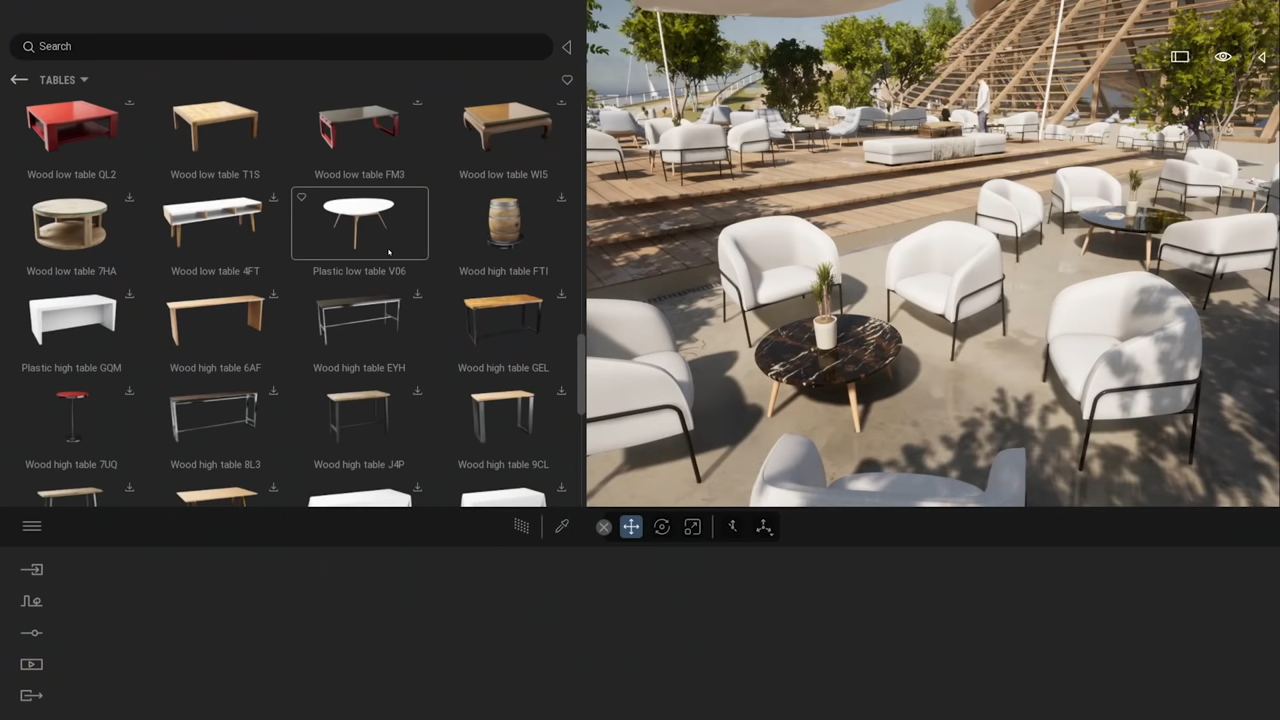 Search
TABLES
Wood low table QL2
Wood low table T1S
Wood low table FM3
Wood low table WI5
Wood low table 7HA
Wood low table 4FT
Plastic low table V06
Wood high table FTI
Plastic high table GQM
Wood high table 6AF
Wood high table EYH
Wood high table GEL
Wood high table 7UQ
Wood high table 8L3
Wood high table J4P
Wood high table 9CL